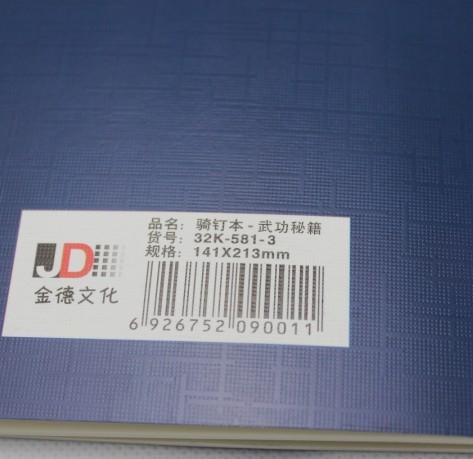 品名: 骑钉本-武功秘籍
货号: 32K-581-3
规格: 141X213mm
JD
金德文化
6 926752 090011